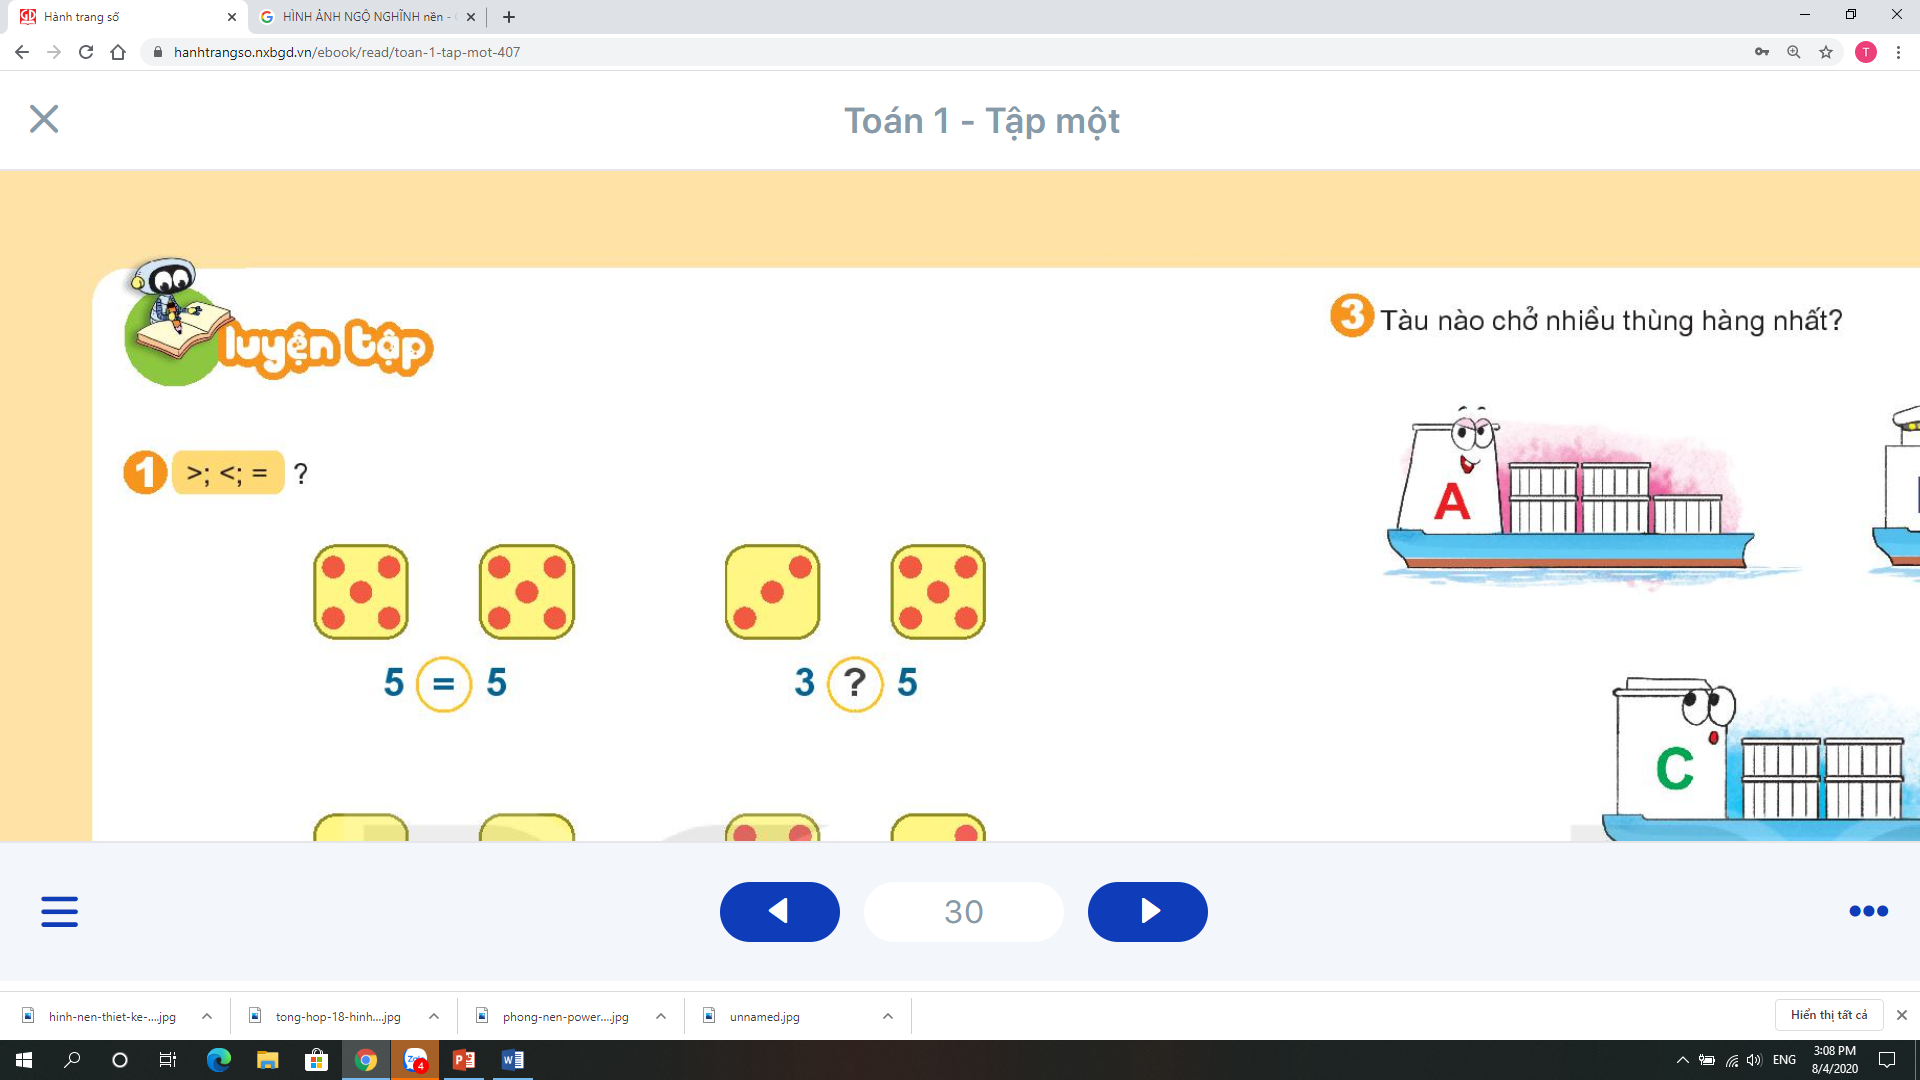 Hành trang số
HÌNH ẢNH NGỘ NGHĨNH nền -
hanhtrangso.nxbgd.vn/ebook/read/toan-1-tap-mot-407
T
Toán 1 - Tập một
luyện tập
1 >; <; = ?
5 = 5
3 ? 5
3 Tàu nào chở nhiều thùng hàng nhất?
A
C
30
hinh-nen-thiet-ke-....jpg
tong-hop-18-hinh....jpg
phong-nen-power....jpg
unnamed.jpg
Hiển thị tất cả
4
ENG
3:08 PM
8/4/2020